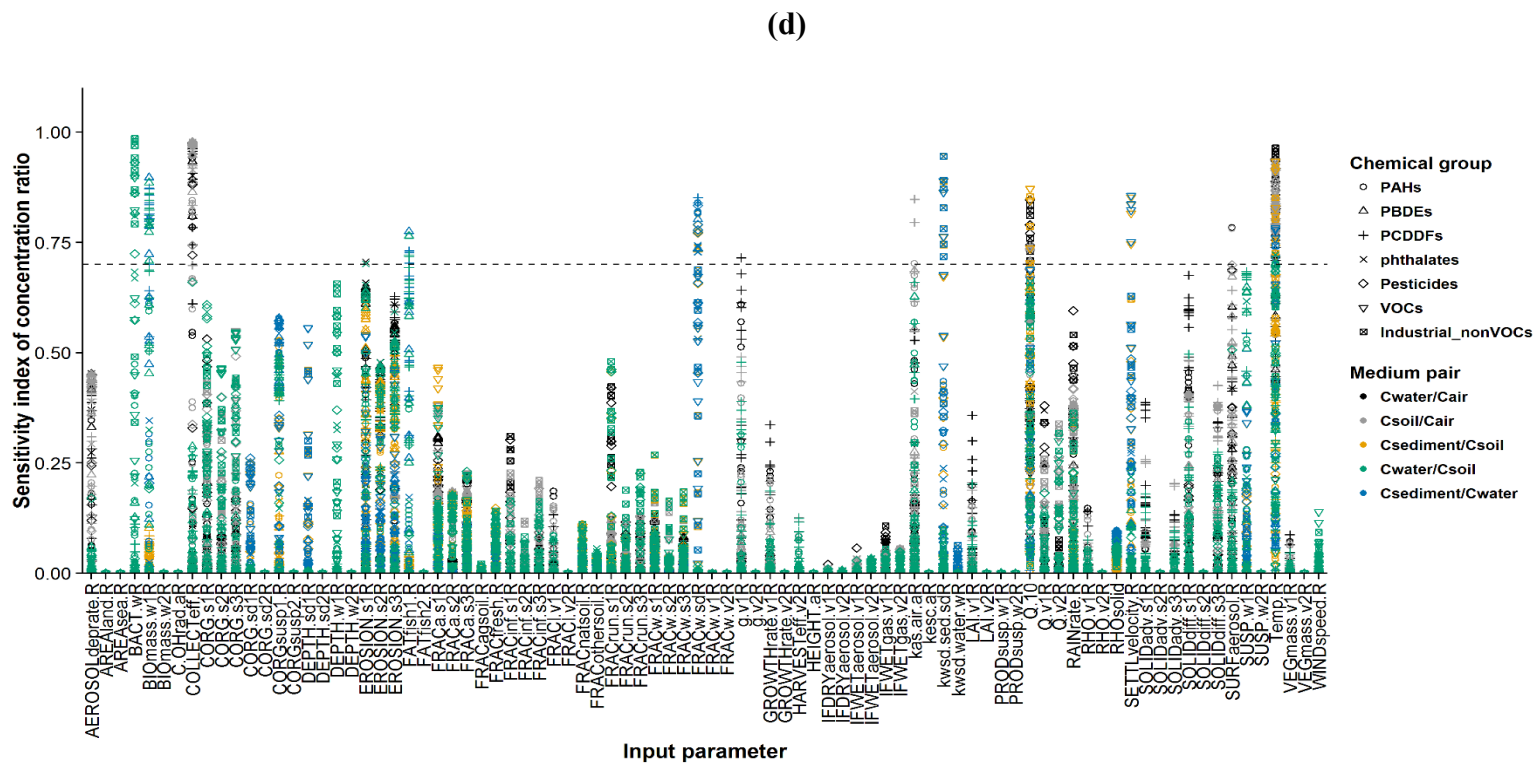 (d)
Sensitivity index of concentration ratio
1.00
0.75
0.50
0.25
0.00
AEROSOLdeprate.R
AREAland.R
AREAsea.R
BACT.wR
BIOmass.w1R
BIOmass.w2R
C.OHrad.aR
COLLECTeff.R
CORG.s1R
CORG.s2R
CORG.s3R
CORG.sd1R
CORG.sd2R
CORGsusp1.R
CORGsusp2.R
DEPTH.sd1R
DEPTH.sd2R
DEPTH.w1R
DEPTH.w2R
EROSION.s1R
EROSION.s2R
EROSION.s3R
FAT.fish1.R
FAT.fish2.R
FRACa.s1R
FRACa.s2R
FRACa.s3R
FRACagsoil.R
FRACfresh.R
FRACinf.s1R
FRACinf.s2R
FRACinf.s3R
FRACl.v1R
FRACl.v2R
FRACnatsoil.R
FRACothersoil.R
FRACrun.s1R
FRACrun.s2R
FRACrun.s3R
FRACw.s1R
FRACw.s2R
FRACw.s3R
FRACw.sdR
FRACw.v1R
FRACw.v2R
g.v1R
g.v2R
GROWTHrate.v1R
GROWTHrate.v2R
HARVESTeff.v2R
HEIGHT.aR
IFDRYaerosol.v1R
IFDRYaerosol.v2R
IFWETaerosol.v1R
IFWETaerosol.v2R
IFWETgas.v1R
IFWETgas.v2R
kas.air.aR
kesc.aR
kwsd.sed.sdR
kwsd.water.wR
LAI.v1R
LAI.v2R
PRODsusp.w1R
PRODsusp.w2R
Q.10
Q.v1R
Q.v2R
RAINrate.R
RHO.v1R
RHO.v2R
RHOsolid
SETTLvelocity.R
SOLIDadv.s1R
SOLIDadv.s2R
SOLIDadv.s3R
SOLIDdiff.s1R
SOLIDdiff.s2R
SOLIDdiff.s3R
SURFaerosol.R
SUSP.w1R
SUSP.w2R
Temp.R
VEGmass.v1R
VEGmass.v2R
WINDspeed.R
Input parameter
Chemical group
PAHs
PBDEs
PCDDFs
phthalates
Pesticides
VOCs
Industrial_nonVOCs
Medium pair
Cwater/Cair
Csoil/Cair
Csediment/Csoil
Cwater/Csoil
Csediment/Cwater